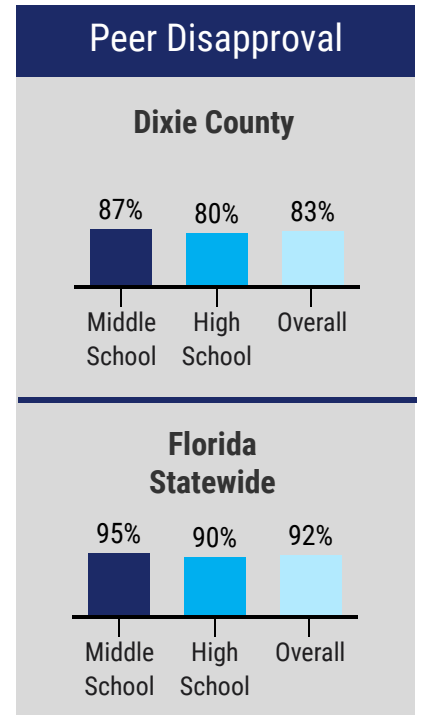 Peer Disapproval
Dixie County
87% 80% 83%
Middle High Overall
School School
Florida
Statewide
95% 90% 92%
Middle High Overall
School School